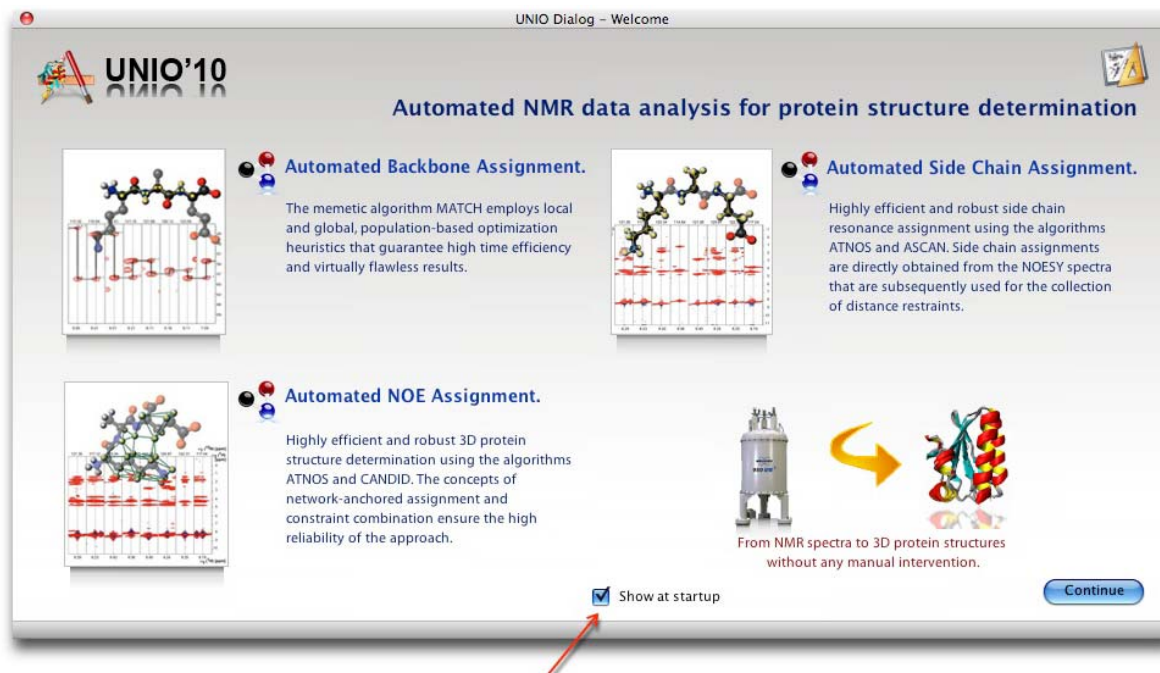 UNIO Dialog – Welcome
UNIO'10
Automated NMR data analysis for protein structure determination
Automated Backbone Assignment.
The memetic algorithm MATCH employs local
and global, population-based optimization
heuristics that guarantee high time efficiency
and virtually flawless results.
Automated Side Chain Assignment.
Highly efficient and robust side chain
resonance assignment using the algorithms
ATNOS and ASCAN. Side chain assignments
are directly obtained from the NOESY spectra
that are subsequently used for the collection
of distance restraints.
Automated NOE Assignment.
Highly efficient and robust 3D protein
structure determination using the algorithms
ATNOS and CANDID. The concepts of
network-anchored assignment and
constraint combination ensure the high
reliability of the approach.
From NMR spectra to 3D protein structures
without any manual intervention.
Show at startup
Continue